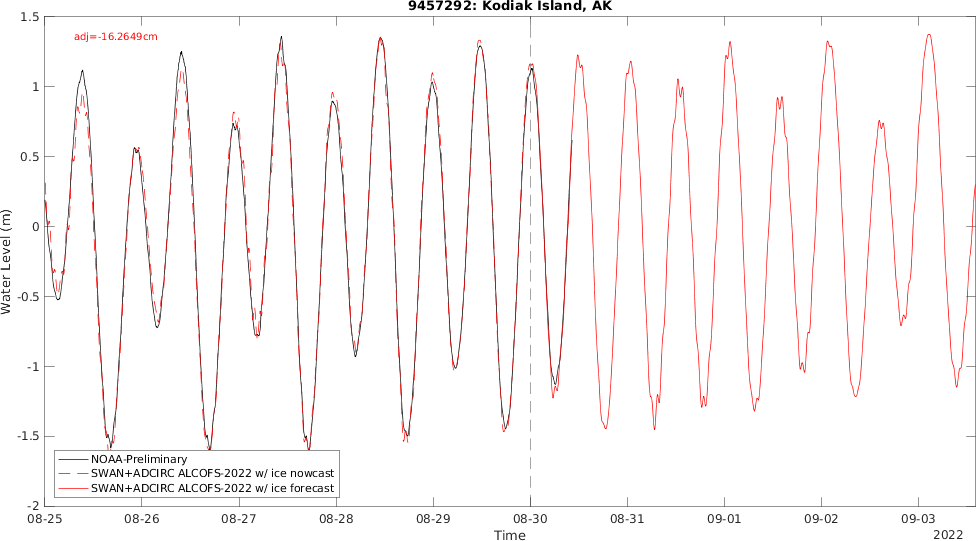 9457292: Kodiak Island, AK
adj=-16.2649cm
Water Level (m)
1.5
1
0.5
0
-0.5
-1
-1.5
-2
NOAA-Preliminary
SWAN+ADCIRC ALCOFS-2022 w/ ice nowcast
SWAN+ADCIRC ALCOFS-2022 w/ ice forecast
08-25 08-26 08-27 08-28 08-29 08-30 08-31 09-01 09-02 09-03
Time
2022